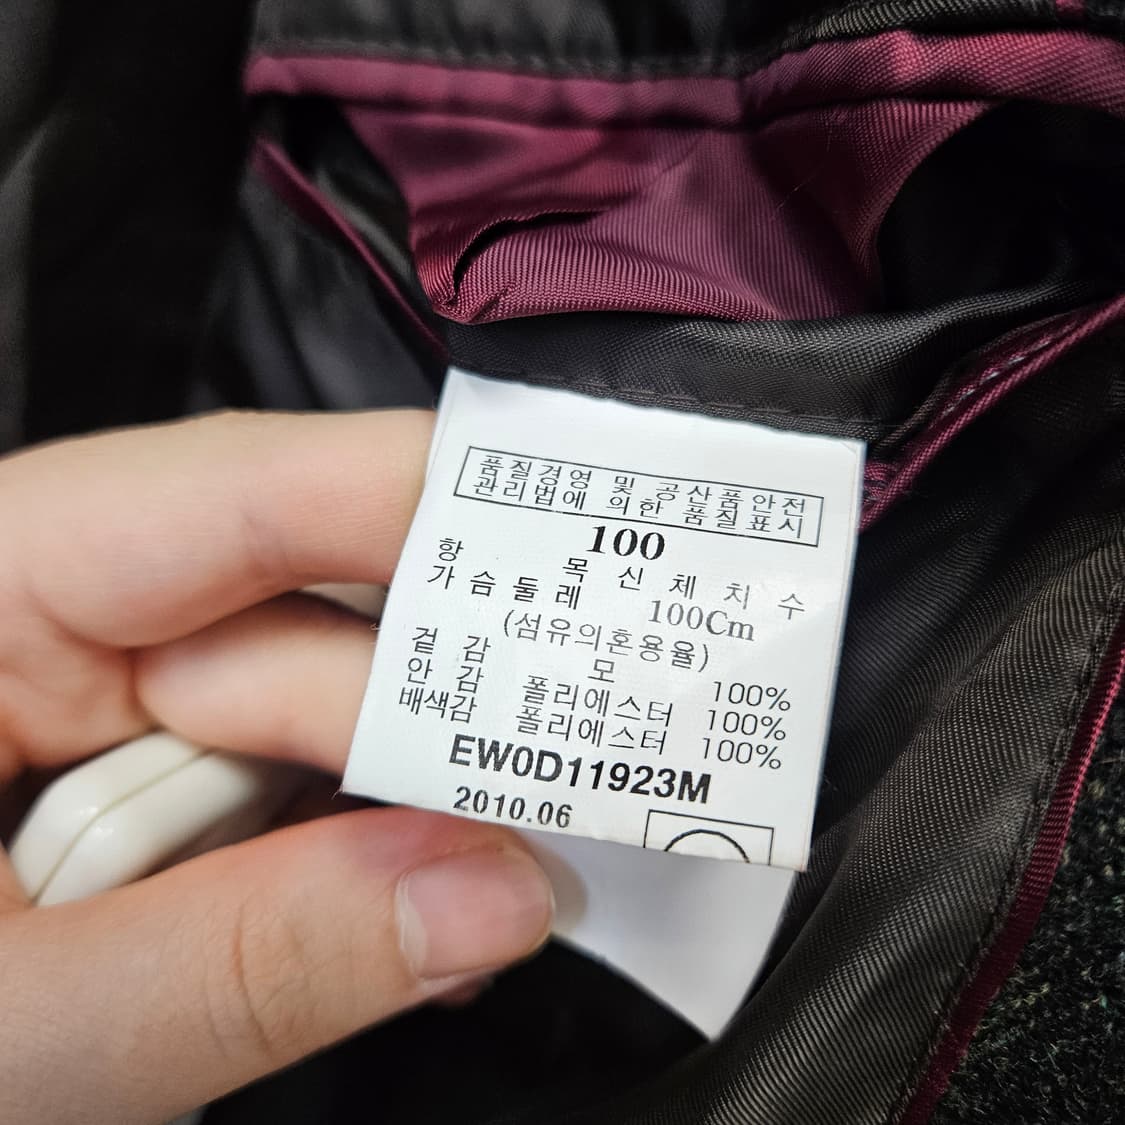 품질경영 및 공산품안전
관리법에 의한 품질표시
100
항 목 신 체 치 수
가 슴 둘 레 100Cm
(섬유의혼용율)
겉 감 모 100%
안 감 폴리에스터 100%
배색감 폴리에스터 100%
EW0D11923M
2010.06